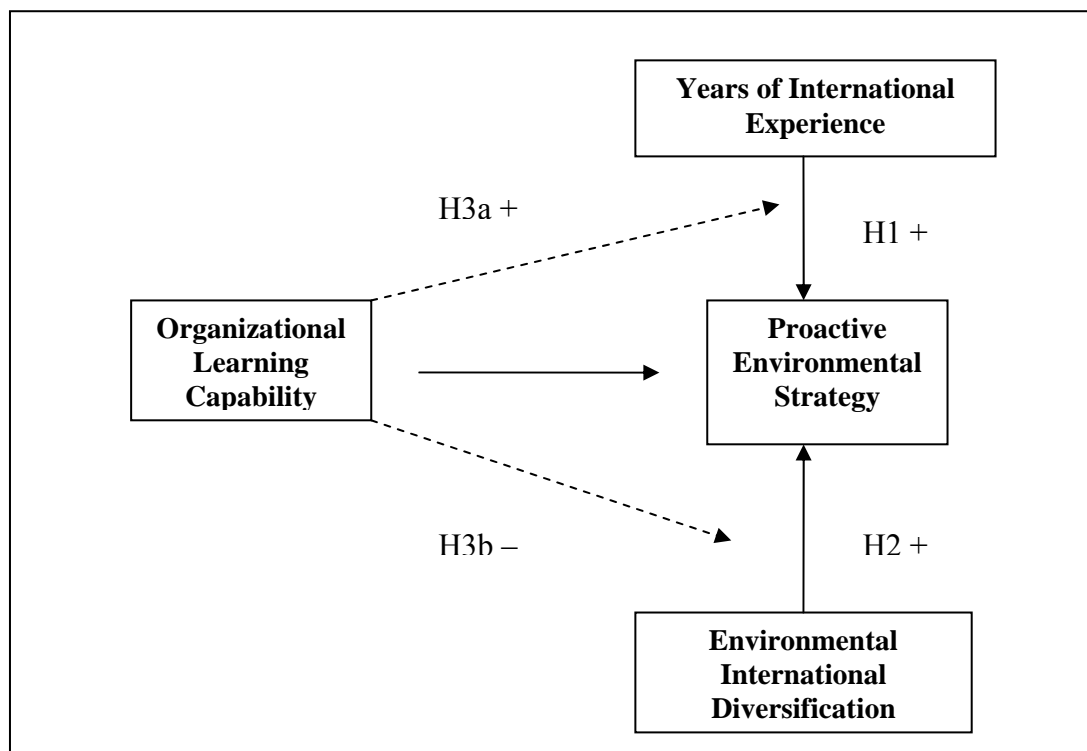 Years of International
Experience
H3a +
H1 +
Organizational
Learning
Capability
Proactive
Environmental
Strategy
H3b –
H2 +
Environmental
International
Diversification